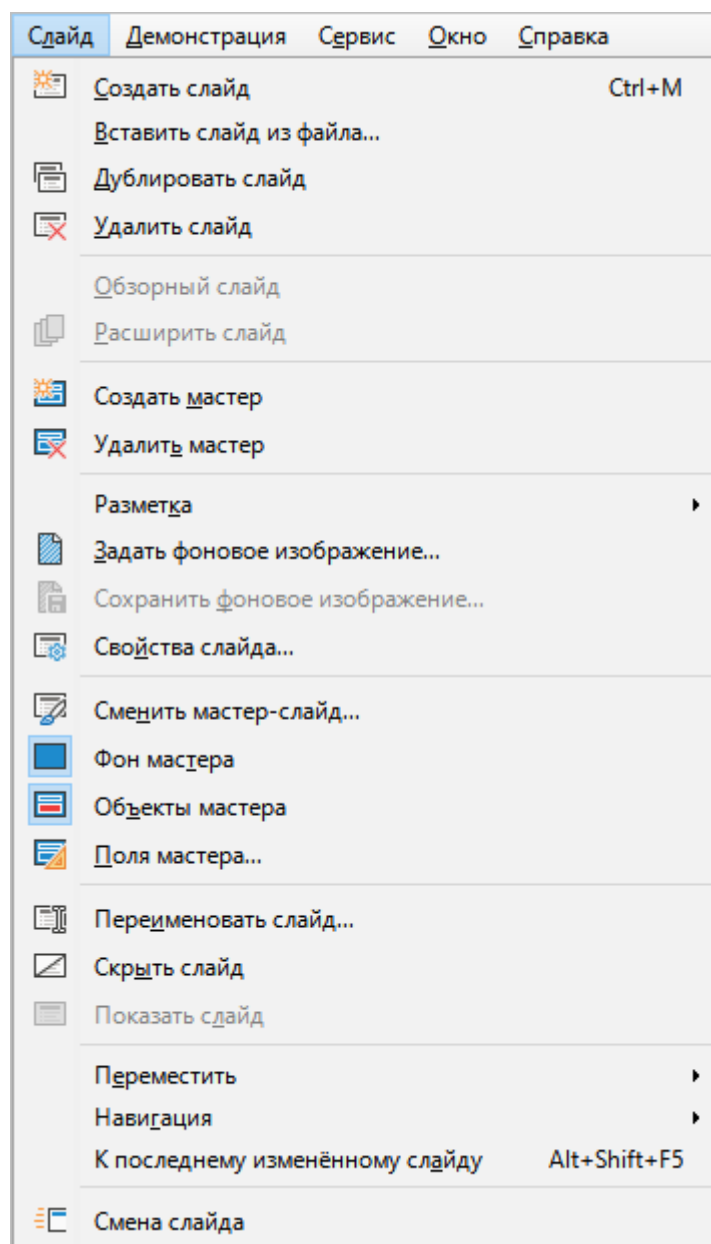 Слайд Демонстрация Сервис Окно Справка
Создать слайд Ctrl+M
Вставить слайд из файла...
Дублировать слайд
Удалить слайд
Обзорный слайд
Расширить слайд
Создать мастер
Удалить мастер
Разметка
Задать фоновое изображение...
Сохранить фоновое изображение...
Свойства слайда...
Сменить мастер-слайд...
Фон мастера
Объекты мастера
Поля мастера...
Переименовать слайд...
Скрыть слайд
Показать слайд
Переместить
Навигация
К последнему изменённому слайду Alt+Shift+F5
Смена слайда